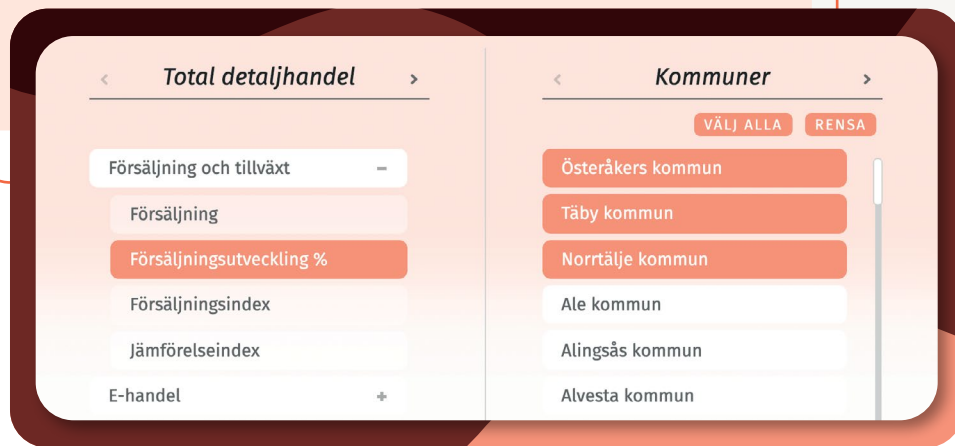 Total detaljhandel
Försäljning och tillväxt
Försäljning
Försäljningsutveckling %
Försäljningsindex
Jämförelseindex
E-handel
Kommuner
VÄLJ ALLA RENSA
Österåkers kommun
Täby kommun
Norrtälje kommun
Ale kommun
Alingsås kommun
Alvesta kommun